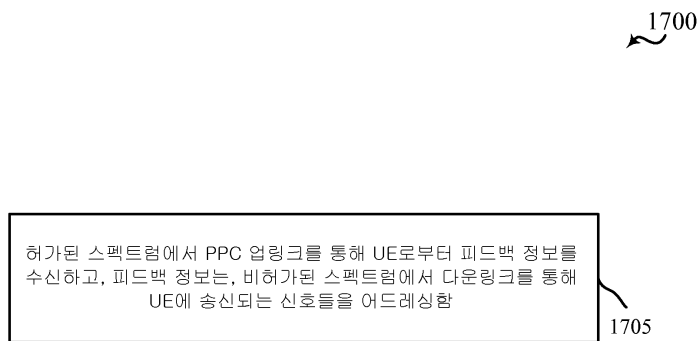 1700
허가된 스펙트럼에서 PPC 업링크를 통해 UE로부터 피드백 정보를
수신하고, 피드백 정보는, 비허가된 스펙트럼에서 다운링크를 통해
UE에 송신되는 신호들을 어드레싱함
1705